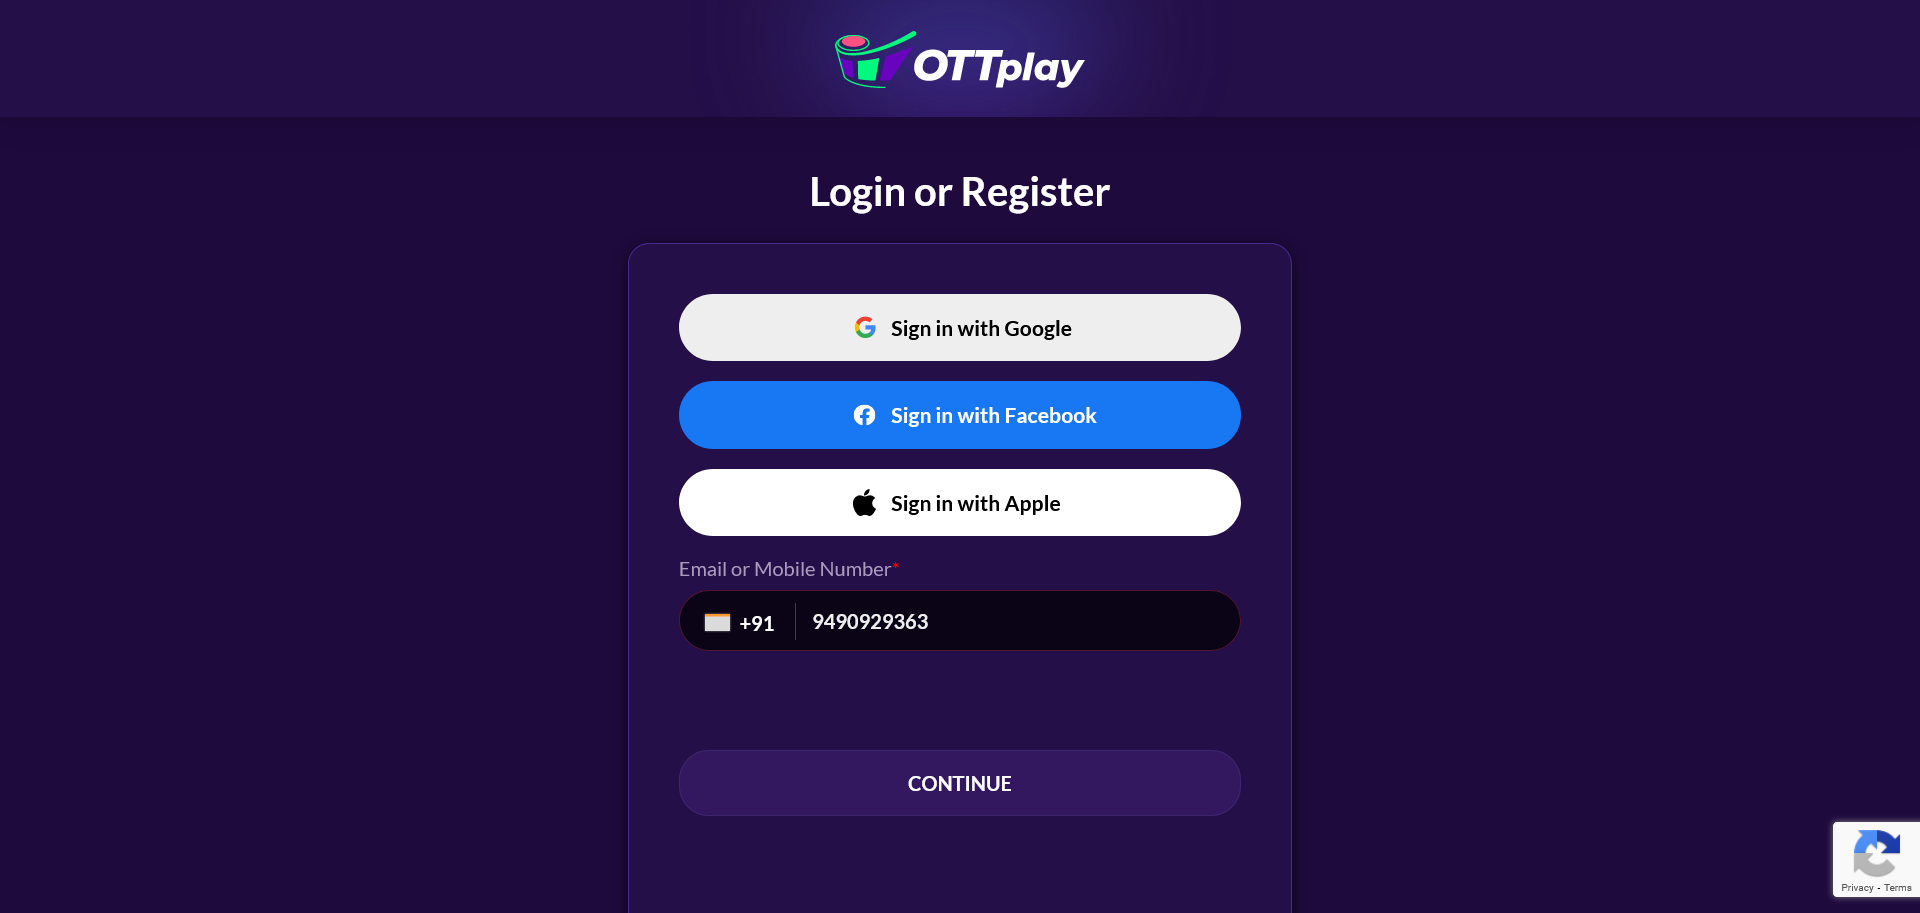 OTTplay
Login or Register
Sign in with Google
Sign in with Facebook
Sign in with Apple
Email or Mobile Number*
+91 9490929363
CONTINUE
Privacy - Terms